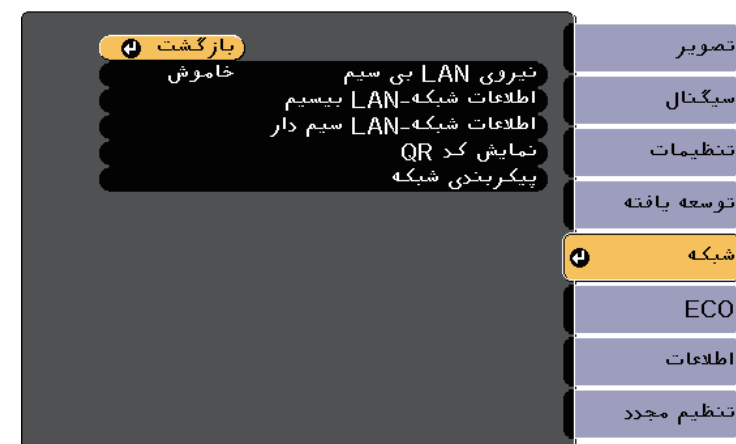 بازگشت
نیروی LAN بی سیم خاموش
اطلاعات شبکه-LAN بیسیم
اطلاعات شبکه-LAN سیم دار
نمایش کد QR
پیکربندی شبکه
تصویر
سیگنال
تنظیمات
توسعه یافته
شبکه
ECO
اطلاعات
تنظیم مجدد